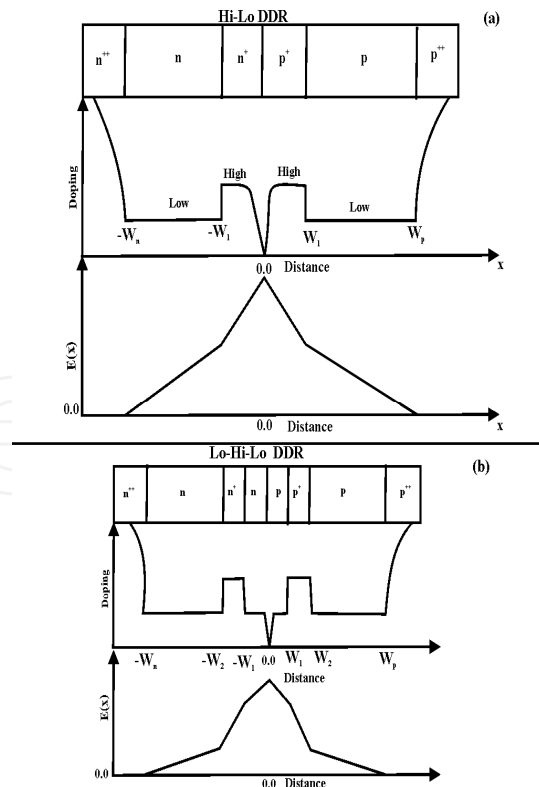 Hi-Lo DDR
(a)
n++ n n+ p+ p p++
Doping
High High
Low Low
-Wn -W1 W1 Wp
0.0 Distance x
E(x)
0.0
0.0 Distance x
Lo-Hi-Lo DDR
(b)
n++ n n+ n p p+ p p++
Doping
-Wn -W2 -W1 0.0 W1 W2 Wp
Distance
E(x)
0.0
0.0 Distance